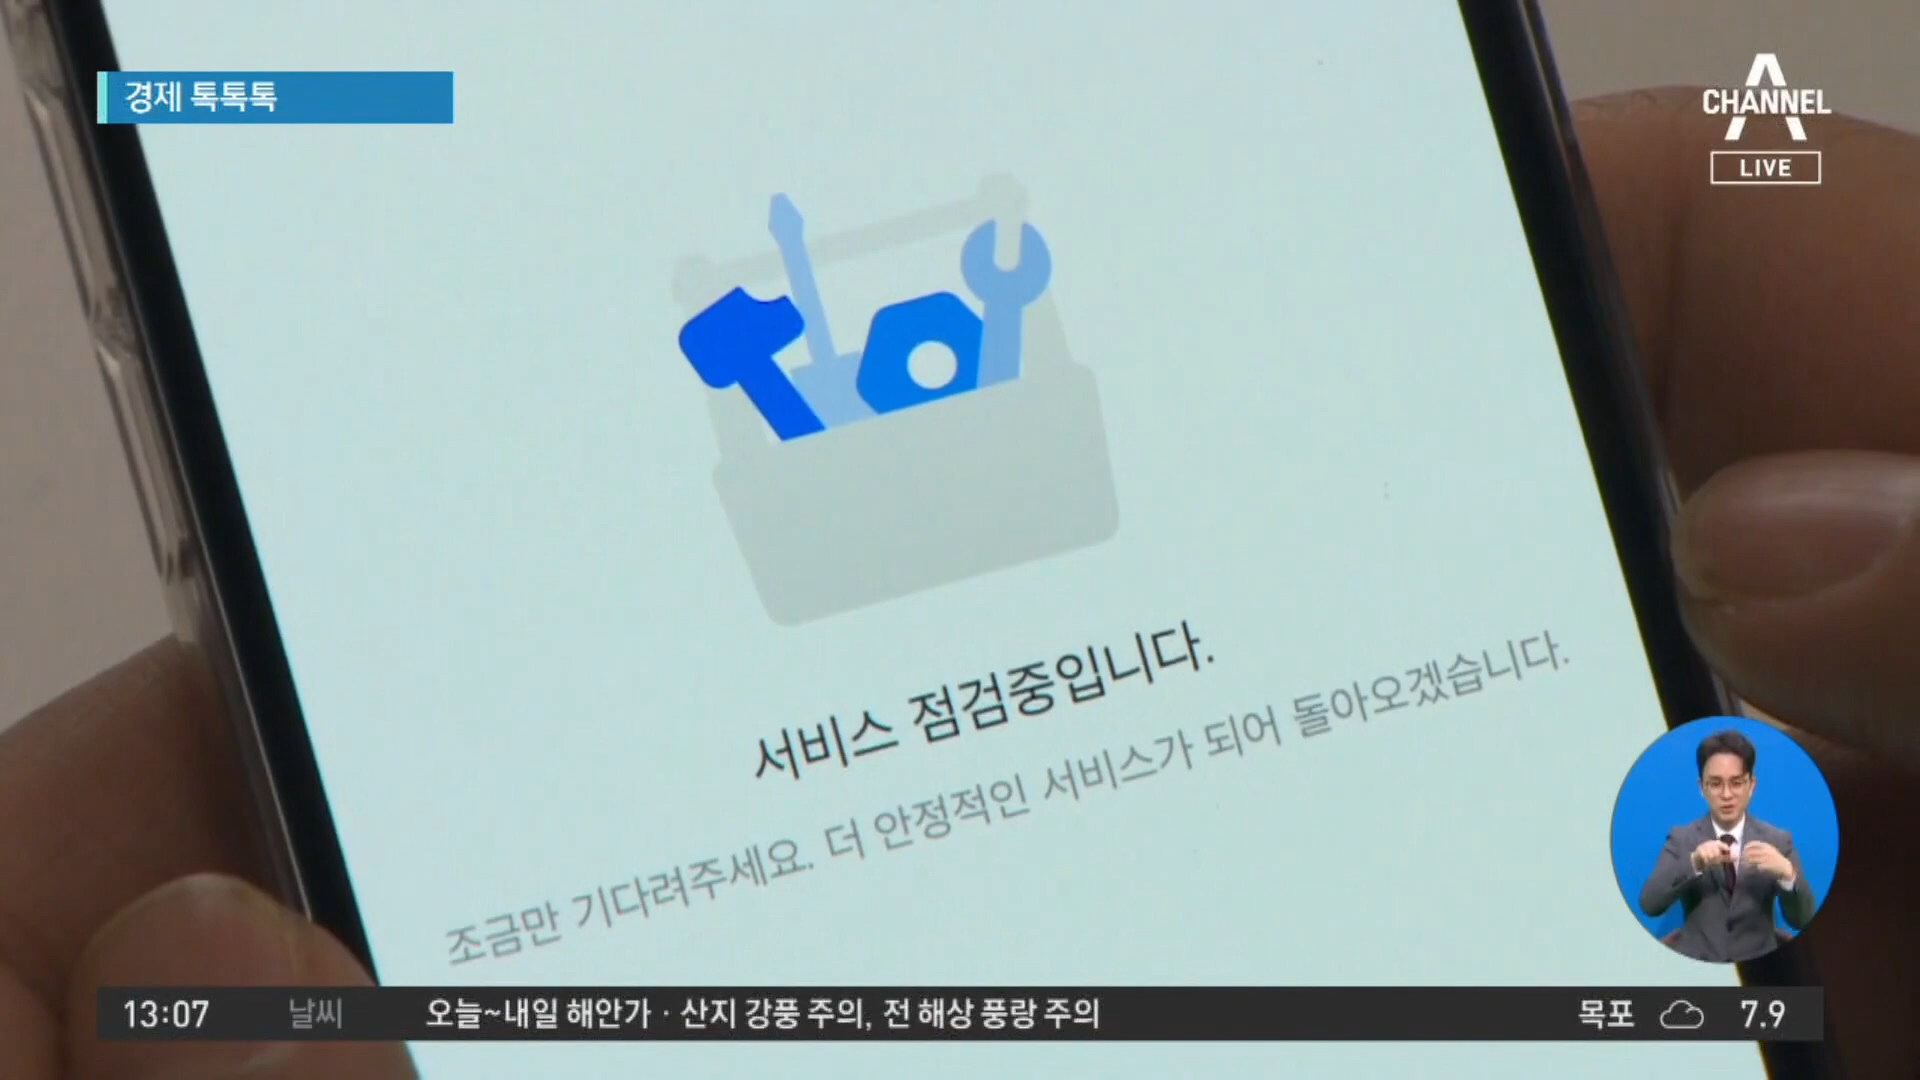 경제 톡톡톡
CHANNEL A
LIVE
서비스 점검중입니다.
조금만 기다려주세요. 더 안정적인 서비스가 되어 돌아오겠습니다.
13:07 날씨 오늘~내일 해안가·산지 강풍 주의, 전 해상 풍랑 주의 목포 7.9